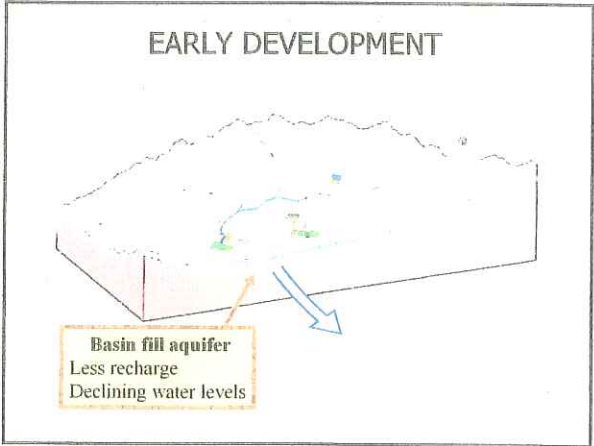 EARLY DEVELOPMENT
Basin fill aquifer
Less recharge
Declining water levels